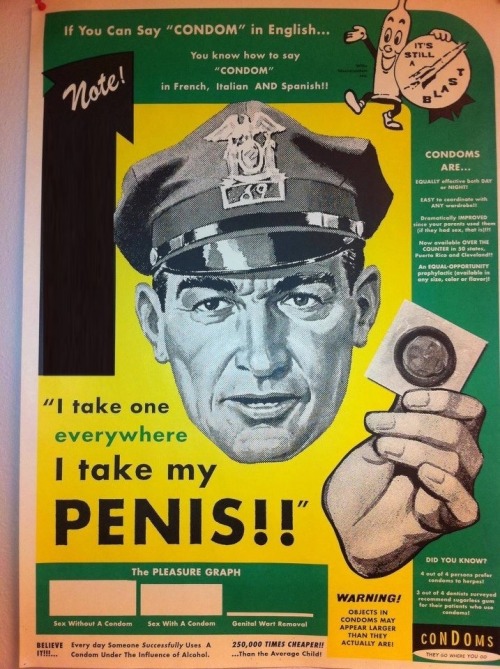 If You Can Say "CONDOM" in English...
You know how to say
"CONDOM"
in French, Italian AND Spanish!!
Note!
IT'S
STILL
A
BLAST
CONDOMS
ARE...
EQUALLY effective both DAY
or NIGHT!
EASY to coordinate with
ANY wardrobe!!
Dramatically IMPROVED
since your parents used them
(if they had sex, that is)!!
Now available OVER THE
COUNTER in 50 states,
Puerto Rico and Cleveland!!
An EQUAL-OPPORTUNITY
prophylactic (available in
any size, color or flavor)!
69
"I take one
everywhere
I take my
PENIS!!"
The PLEASURE GRAPH
Sex Without A Condom
Sex With A Condom
Genital Wart Removal
BELIEVE
IT!!!...
Every day Someone Successfully Uses A
Condom Under The Influence of Alcohol.
250,000 TIMES CHEAPER!!
...Than the Average Child!
WARNING!
OBJECTS IN
CONDOMS MAY
APPEAR LARGER
THAN THEY
ACTUALLY ARE!
DID YOU KNOW?
4 out of 4 persons prefer
condoms to herpes!
3 out of 4 dentists surveyed
recommend sugarless gum
for their patients who use
condoms!
CONDOMS
THEY GO WHERE YOU GO